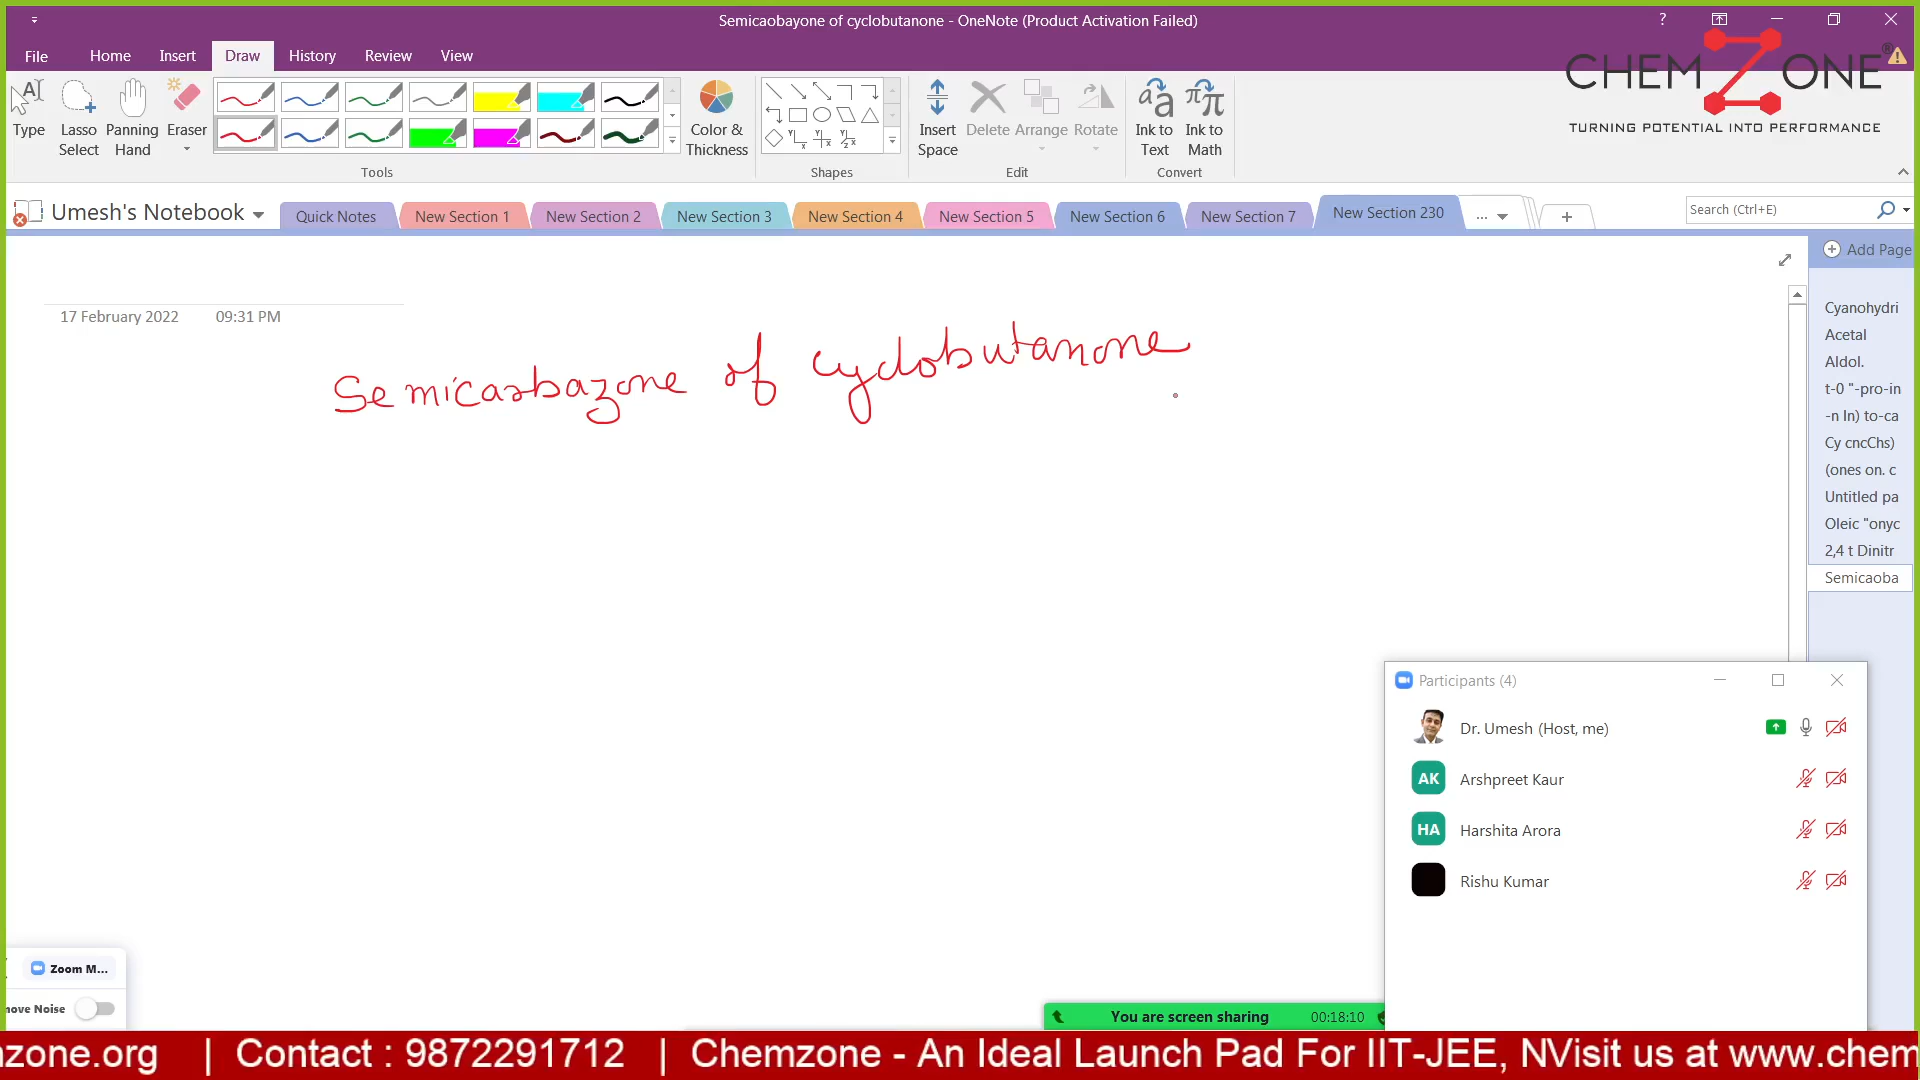 Semicaobayone of cyclobutanone - OneNote (Product Activation Failed)
?
File Home Insert Draw History Review View
CHEMZONE
®
TURNING POTENTIAL INTO PERFORMANCE
Type
Lasso Select
Panning Hand
Eraser
Color & Thickness
Insert Space
Delete
Arrange
Rotate
Ink to Text
Ink to Math
Tools
Shapes
Edit
Convert
Umesh's Notebook
Quick Notes
New Section 1
New Section 2
New Section 3
New Section 4
New Section 5
New Section 6
New Section 7
New Section 230
...
+
Search (Ctrl+E)
Add Page
17 February 2022 09:31 PM
Semicarbazone of cyclobutanone
Cyanohydri
Acetal
Aldol.
t-0 "-pro-in
-n In) to-ca
Cy cncChs)
(ones on. c
Untitled pa
Oleic "onyc
2,4 t Dinitr
Semicaoba
Participants (4)
Dr. Umesh (Host, me)
AK Arshpreet Kaur
HA Harshita Arora
Rishu Kumar
Zoom M...
nove Noise
You are screen sharing 00:18:10
nzone.org | Contact : 9872291712 | Chemzone - An Ideal Launch Pad For IIT-JEE, NVisit us at www.chem